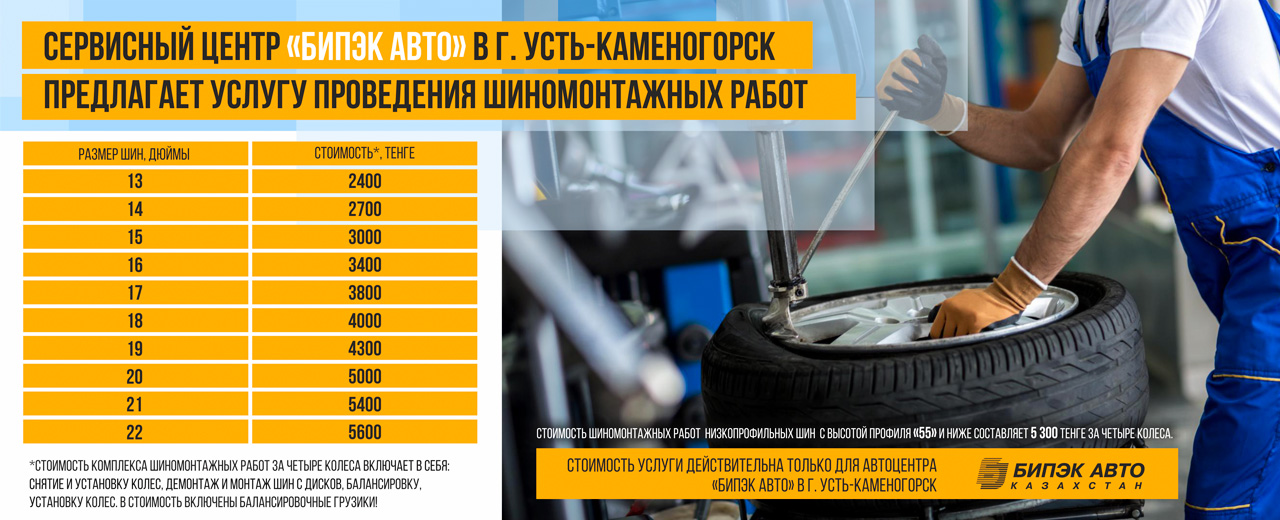 СЕРВИСНЫЙ ЦЕНТР «БИПЭК АВТО» В Г. УСТЬ-КАМЕНОГОРСК
ПРЕДЛАГАЕТ УСЛУГУ ПРОВЕДЕНИЯ ШИНОМОНТАЖНЫХ РАБОТ
РАЗМЕР ШИН, ДЮЙМЫ СТОИМОСТЬ*, ТЕНГЕ
13 2400
14 2700
15 3000
16 3400
17 3800
18 4000
19 4300
20 5000
21 5400
22 5600
*СТОИМОСТЬ КОМПЛЕКСА ШИНОМОНТАЖНЫХ РАБОТ ЗА ЧЕТЫРЕ КОЛЕСА ВКЛЮЧАЕТ В СЕБЯ:
СНЯТИЕ И УСТАНОВКУ КОЛЕС, ДЕМОНТАЖ И МОНТАЖ ШИН С ДИСКОВ, БАЛАНСИРОВКУ,
УСТАНОВКУ КОЛЕС. В СТОИМОСТЬ ВКЛЮЧЕНЫ БАЛАНСИРОВОЧНЫЕ ГРУЗИКИ!
СТОИМОСТЬ ШИНОМОНТАЖНЫХ РАБОТ НИЗКОПРОФИЛЬНЫХ ШИН С ВЫСОТОЙ ПРОФИЛЯ «55» И НИЖЕ СОСТАВЛЯЕТ 5 300 ТЕНГЕ ЗА ЧЕТЫРЕ КОЛЕСА.
СТОИМОСТЬ УСЛУГИ ДЕЙСТВИТЕЛЬНА ТОЛЬКО ДЛЯ АВТОЦЕНТРА
«БИПЭК АВТО» В Г. УСТЬ-КАМЕНОГОРСК
БИПЭК АВТО
КАЗАХСТАН